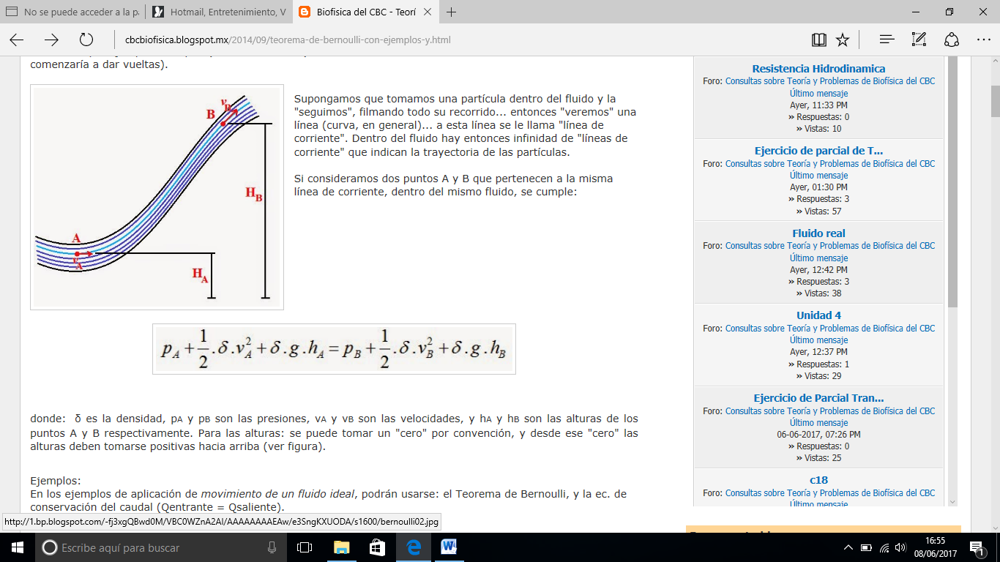 No se puede acceder a la pá
Hotmail, Entretenimiento, V
Biofisica del CBC - Teorí
cbcbiofisica.blogspot.mx/2014/09/teorema-de-bernoulli-con-ejemplos-y.html
comenzaría a dar vueltas).
Supongamos que tomamos una partícula dentro del fluido y la
"seguimos", filmando todo su recorrido... entonces "veremos" una
línea (curva, en general)... a esta línea se le llama "línea de
corriente". Dentro del fluido hay entonces infinidad de "líneas de
corriente" que indican la trayectoria de las partículas.
Si consideramos dos puntos A y B que pertenecen a la misma
línea de corriente, dentro del mismo fluido, se cumple:
B
v_B
H_B
A
v_A
H_A
p_A + 1/2 . δ . v_A^2 + δ . g . h_A = p_B + 1/2 . δ . v_B^2 + δ . g . h_B
donde: δ es la densidad, pA y pB son las presiones, vA y vB son las velocidades, y hA y hB son las alturas de los
puntos A y B respectivamente. Para las alturas: se puede tomar un "cero" por convención, y desde ese "cero" las
alturas deben tomarse positivas hacia arriba (ver figura).
Ejemplos:
En los ejemplos de aplicación de movimiento de un fluido ideal, podrán usarse: el Teorema de Bernoulli, y la ec. de
conservación del caudal (Qentrante = Qsaliente).
Resistencia Hidrodinamica
Foro: Consultas sobre Teoría y Problemas de Biofísica del CBC
Último mensaje
Ayer, 11:33 PM
» Respuestas: 0
» Vistas: 10
Ejercicio de parcial de T...
Foro: Consultas sobre Teoría y Problemas de Biofísica del CBC
Último mensaje
Ayer, 01:30 PM
» Respuestas: 3
» Vistas: 57
Fluido real
Foro: Consultas sobre Teoría y Problemas de Biofísica del CBC
Último mensaje
Ayer, 12:42 PM
» Respuestas: 3
» Vistas: 38
Unidad 4
Foro: Consultas sobre Teoría y Problemas de Biofísica del CBC
Último mensaje
Ayer, 12:37 PM
» Respuestas: 1
» Vistas: 29
Ejercicio de Parcial Tran...
Foro: Consultas sobre Teoría y Problemas de Biofísica del CBC
Último mensaje
06-06-2017, 07:26 PM
» Respuestas: 0
» Vistas: 25
c18
Foro: Consultas sobre Teoría y Problemas de Biofísica del CBC
Último mensaje
http://1.bp.blogspot.com/-fj3xgQBwd0M/VBC0WZnA2AI/AAAAAAAAEAw/e3SngKXUODA/s1600/bernoulli02.jpg
Escribe aquí para buscar
16:55
08/06/2017
1